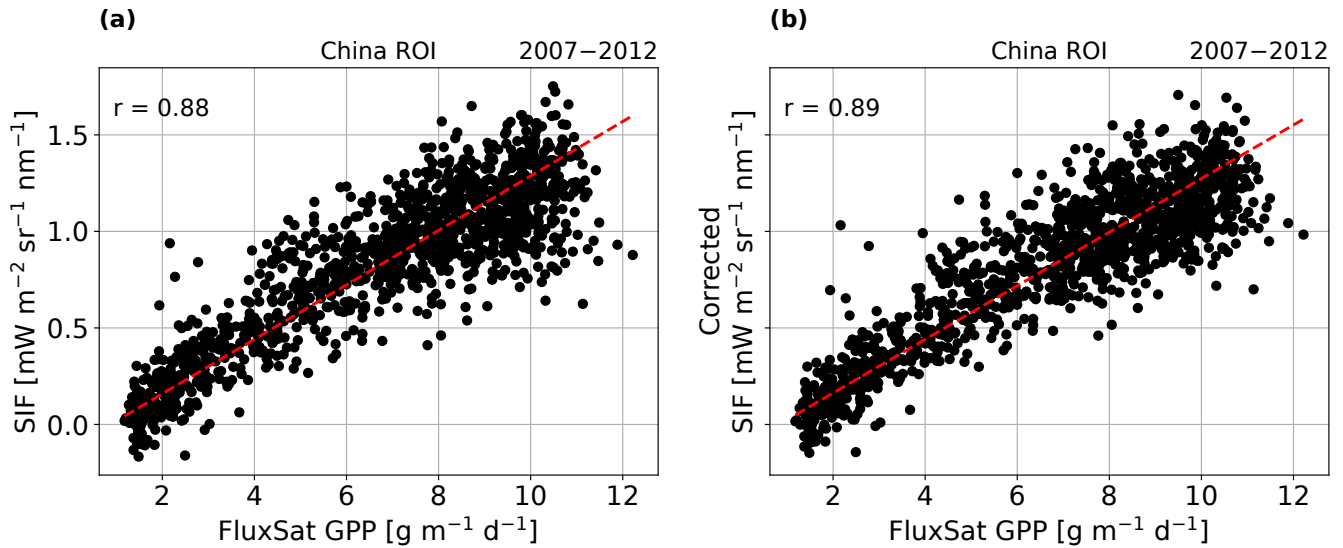 (a)
China ROI 2007−2012
r = 0.88
1.5
1.0
0.5
0.0
SIF [mW m⁻² sr⁻¹ nm⁻¹]
2 4 6 8 10 12
FluxSat GPP [g m⁻¹ d⁻¹]
(b)
China ROI 2007−2012
r = 0.89
Corrected
SIF [mW m⁻² sr⁻¹ nm⁻¹]
2 4 6 8 10 12
FluxSat GPP [g m⁻¹ d⁻¹]